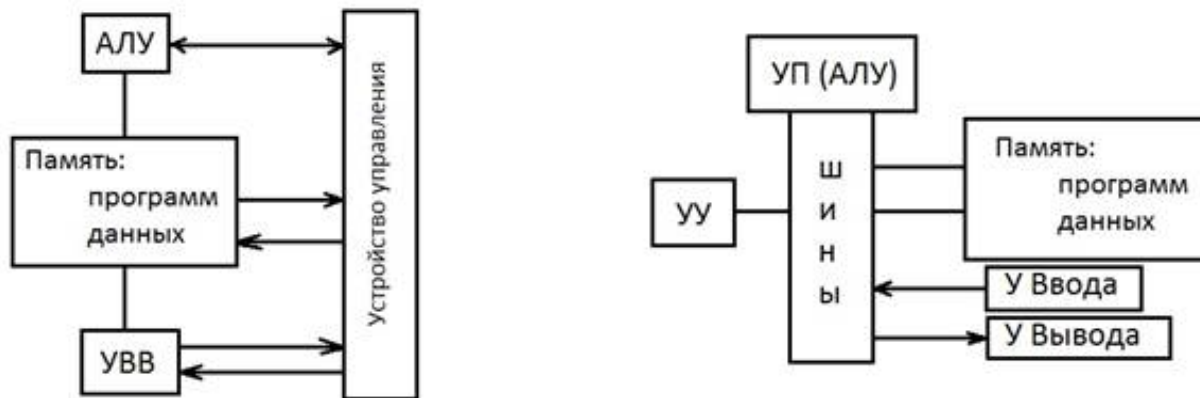 АЛУ
Память:
программ
данных
УВВ
Устройство управления
УП (АЛУ)
УУ
Ш
и
н
ы
Память:
программ
данных
У Ввода
У Вывода